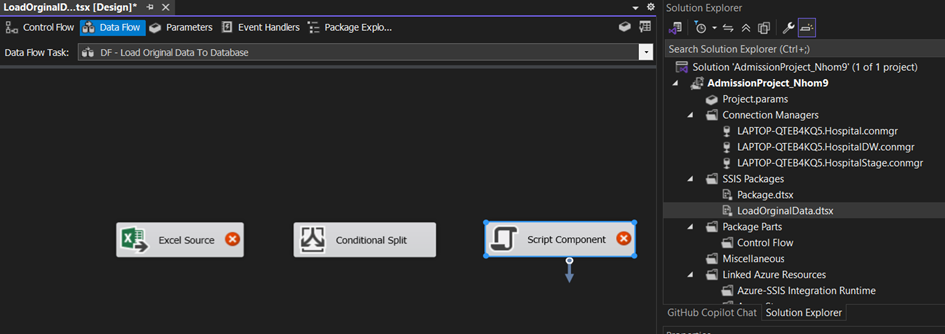 LoadOrginalD...tsx [Design]*
Control Flow Data Flow Parameters Event Handlers Package Explo...
Data Flow Task: DF - Load Original Data To Database
Excel Source
Conditional Split
Script Component
Solution Explorer
Search Solution Explorer (Ctrl+;)
Solution 'AdmissionProject_Nhom9' (1 of 1 project)
AdmissionProject_Nhom9
Project.params
Connection Managers
LAPTOP-QTEB4KQ5.Hospital.conmgr
LAPTOP-QTEB4KQ5.HospitalDW.conmgr
LAPTOP-QTEB4KQ5.HospitalStage.conmgr
SSIS Packages
Package.dtsx
LoadOrginalData.dtsx
Package Parts
Control Flow
Miscellaneous
Linked Azure Resources
Azure-SSIS Integration Runtime
GitHub Copilot Chat Solution Explorer